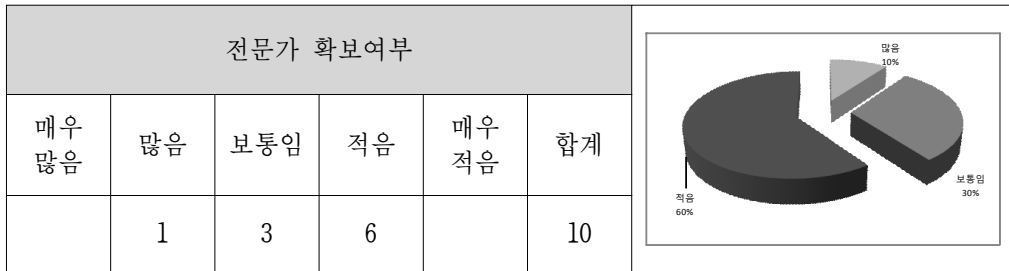 전문가 확보여부
매우 많음 많음 보통임 적음 매우 적음 합계
1 3 6 10
많음
10%
보통임
30%
적음
60%